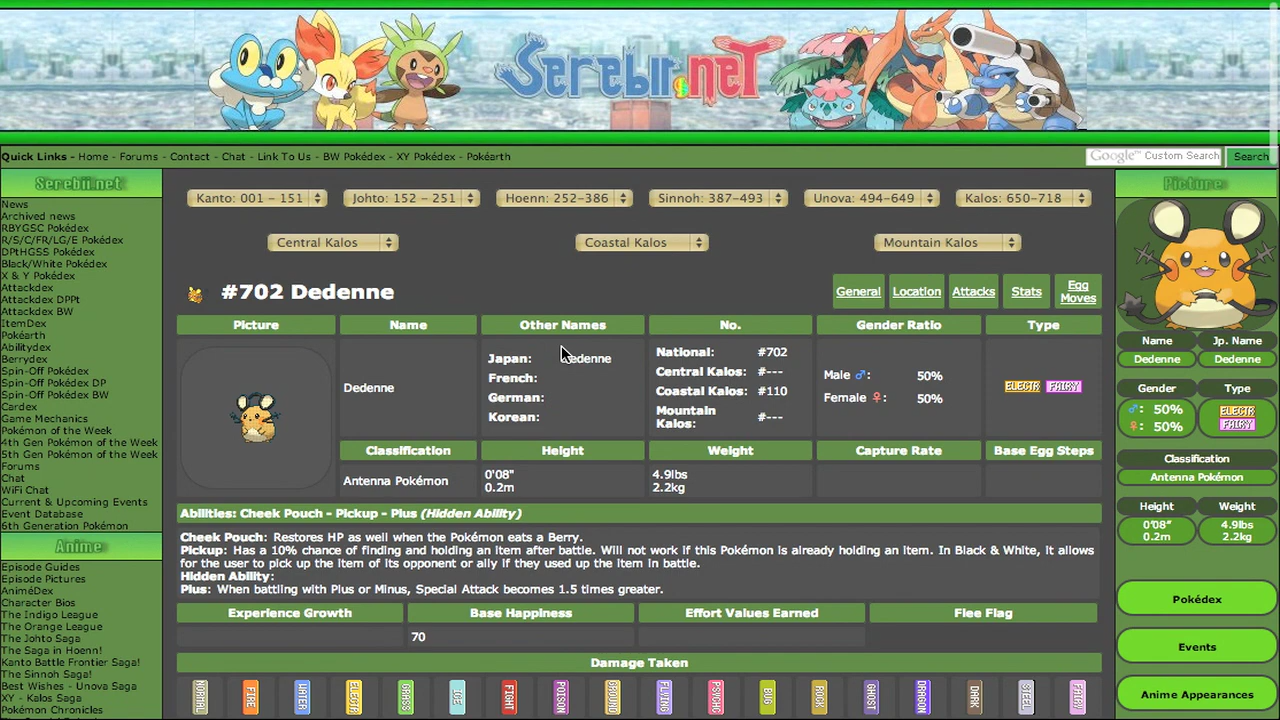 Serebii.net
Quick Links - Home - Forums - Contact - Chat - Link To Us - BW Pokédex - XY Pokédex - Pokéarth
Google™ Custom Search
Search
Serebii.net
News
Archived news
RBYGSC Pokédex
R/S/C/FR/LG/E Pokédex
DPtHGSS Pokédex
Black/White Pokédex
X & Y Pokédex
Attackdex
Attackdex DPPt
Attackdex BW
ItemDex
Pokéarth
Abilitydex
Berrydex
Spin-Off Pokédex
Spin-Off Pokédex DP
Spin-Off Pokédex BW
Cardex
Game Mechanics
Pokémon of the Week
4th Gen Pokémon of the Week
5th Gen Pokémon of the Week
Forums
Chat
WiFi Chat
Current & Upcoming Events
Event Database
6th Generation Pokémon
Anime
Episode Guides
Episode Pictures
AniméDex
Character Bios
The Indigo League
The Orange League
The Johto Saga
The Saga in Hoenn!
Kanto Battle Frontier Saga!
The Sinnoh Saga!
Best Wishes - Unova Saga
XY - Kalos Saga
Pokémon Chronicles
Kanto: 001 - 151
Johto: 152 - 251
Hoenn: 252-386
Sinnoh: 387-493
Unova: 494-649
Kalos: 650-718
Central Kalos
Coastal Kalos
Mountain Kalos
#702 Dedenne
General
Location
Attacks
Stats
Egg
Moves
Picture
Name
Other Names
No.
Gender Ratio
Type
Dedenne
Japan: Dedenne
French:
German:
Korean:
National: #702
Central Kalos: #---
Coastal Kalos: #110
Mountain
Kalos: #---
Male ♂: 50%
Female ♀: 50%
ELECTR FAIRY
Classification
Height
Weight
Capture Rate
Base Egg Steps
Antenna Pokémon
0'08"
0.2m
4.9lbs
2.2kg
Abilities: Cheek Pouch - Pickup - Plus (Hidden Ability)
Cheek Pouch: Restores HP as well when the Pokémon eats a Berry.
Pickup: Has a 10% chance of finding and holding an item after battle. Will not work if this Pokémon is already holding an item. In Black & White, it allows
for the user to pick up the item of its opponent or ally if they used up the item in battle.
Hidden Ability:
Plus: When battling with Plus or Minus, Special Attack becomes 1.5 times greater.
Experience Growth
Base Happiness
Effort Values Earned
Flee Flag
70
Damage Taken
NORMAL
FIRE
WATER
ELECTR
GRASS
ICE
FIGHT
POISON
GROUND
FLYING
PSYCHC
BUG
ROCK
GHOST
DRAGON
DARK
STEEL
FAIRY
Picture
Name
Jp. Name
Dedenne
Dedenne
Gender
Type
♂: 50%
♀: 50%
ELECTR
FAIRY
Classification
Antenna Pokémon
Height
Weight
0'08"
0.2m
4.9lbs
2.2kg
Pokédex
Events
Anime Appearances